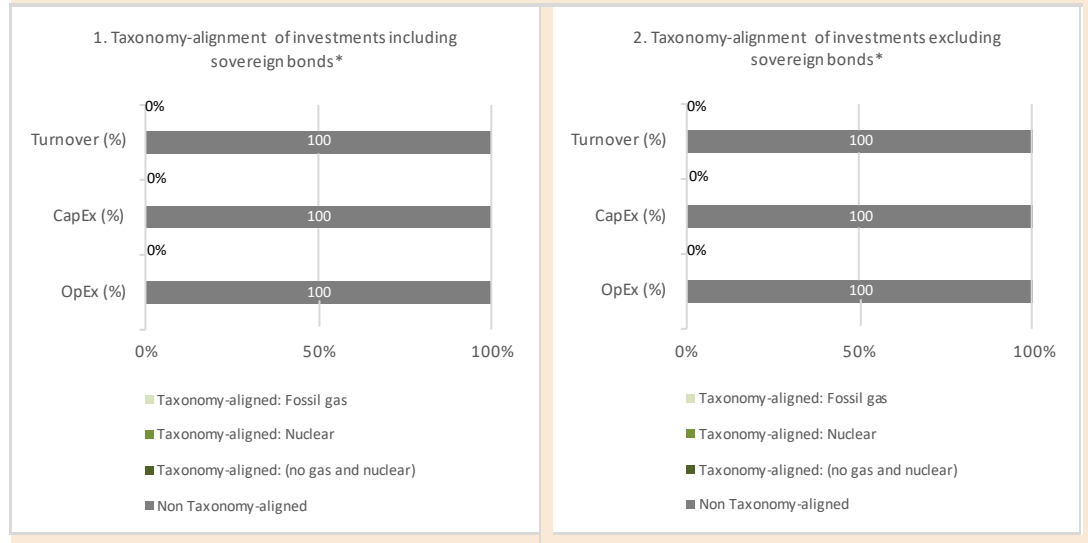 1. Taxonomy-alignment of investments including
sovereign bonds*
0%
Turnover (%)
100
0%
CapEx (%)
100
0%
OpEx (%)
100
0%
50%
100%
Taxonomy-aligned: Fossil gas
Taxonomy-aligned: Nuclear
Taxonomy-aligned: (no gas and nuclear)
Non Taxonomy-aligned
2. Taxonomy-alignment of investments excluding
sovereign bonds*
0%
Turnover (%)
100
0%
CapEx (%)
100
0%
OpEx (%)
100
0%
50%
100%
Taxonomy-aligned: Fossil gas
Taxonomy-aligned: Nuclear
Taxonomy-aligned: (no gas and nuclear)
Non Taxonomy-aligned